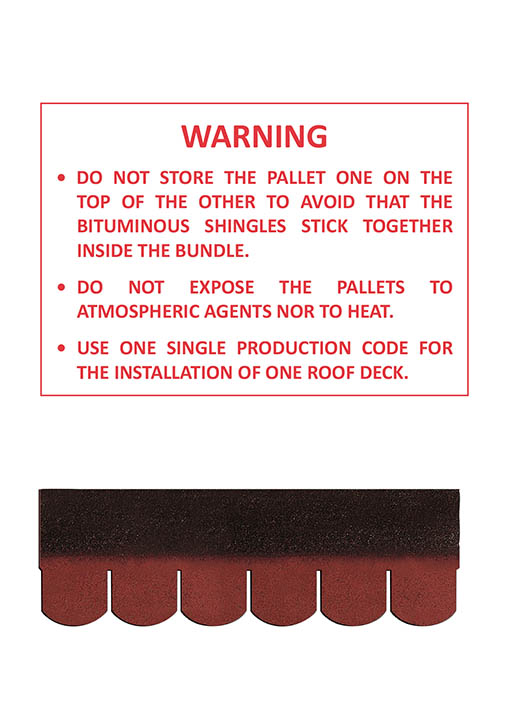 WARNING
• DO NOT STORE THE PALLET ONE ON THE
TOP OF THE OTHER TO AVOID THAT THE
BITUMINOUS SHINGLES STICK TOGETHER
INSIDE THE BUNDLE.
• DO NOT EXPOSE THE PALLETS TO
ATMOSPHERIC AGENTS NOR TO HEAT.
• USE ONE SINGLE PRODUCTION CODE FOR
THE INSTALLATION OF ONE ROOF DECK.